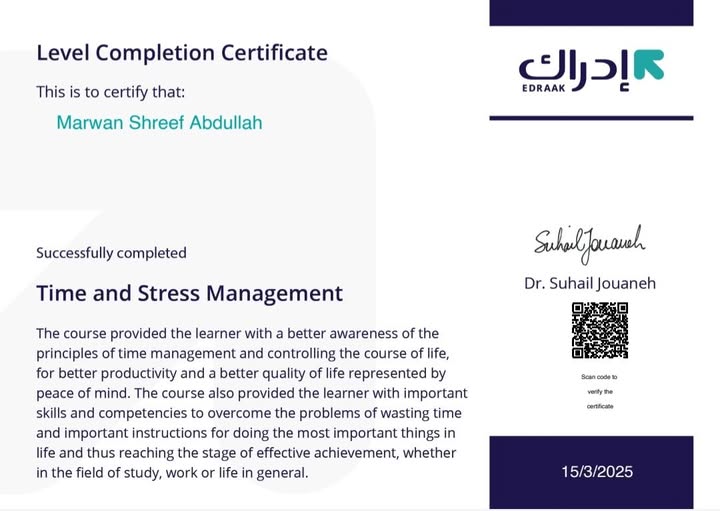 Level Completion Certificate
This is to certify that:
Marwan Shreef Abdullah
Successfully completed
Time and Stress Management
The course provided the learner with a better awareness of the
principles of time management and controlling the course of life,
for better productivity and a better quality of life represented by
peace of mind. The course also provided the learner with important
skills and competencies to overcome the problems of wasting time
and important instructions for doing the most important things in
life and thus reaching the stage of effective achievement, whether
in the field of study, work or life in general.
إدراك
EDRAAK
Suhail Jouaneh
Dr. Suhail Jouaneh
Scan code to
verify the
certificate
15/3/2025